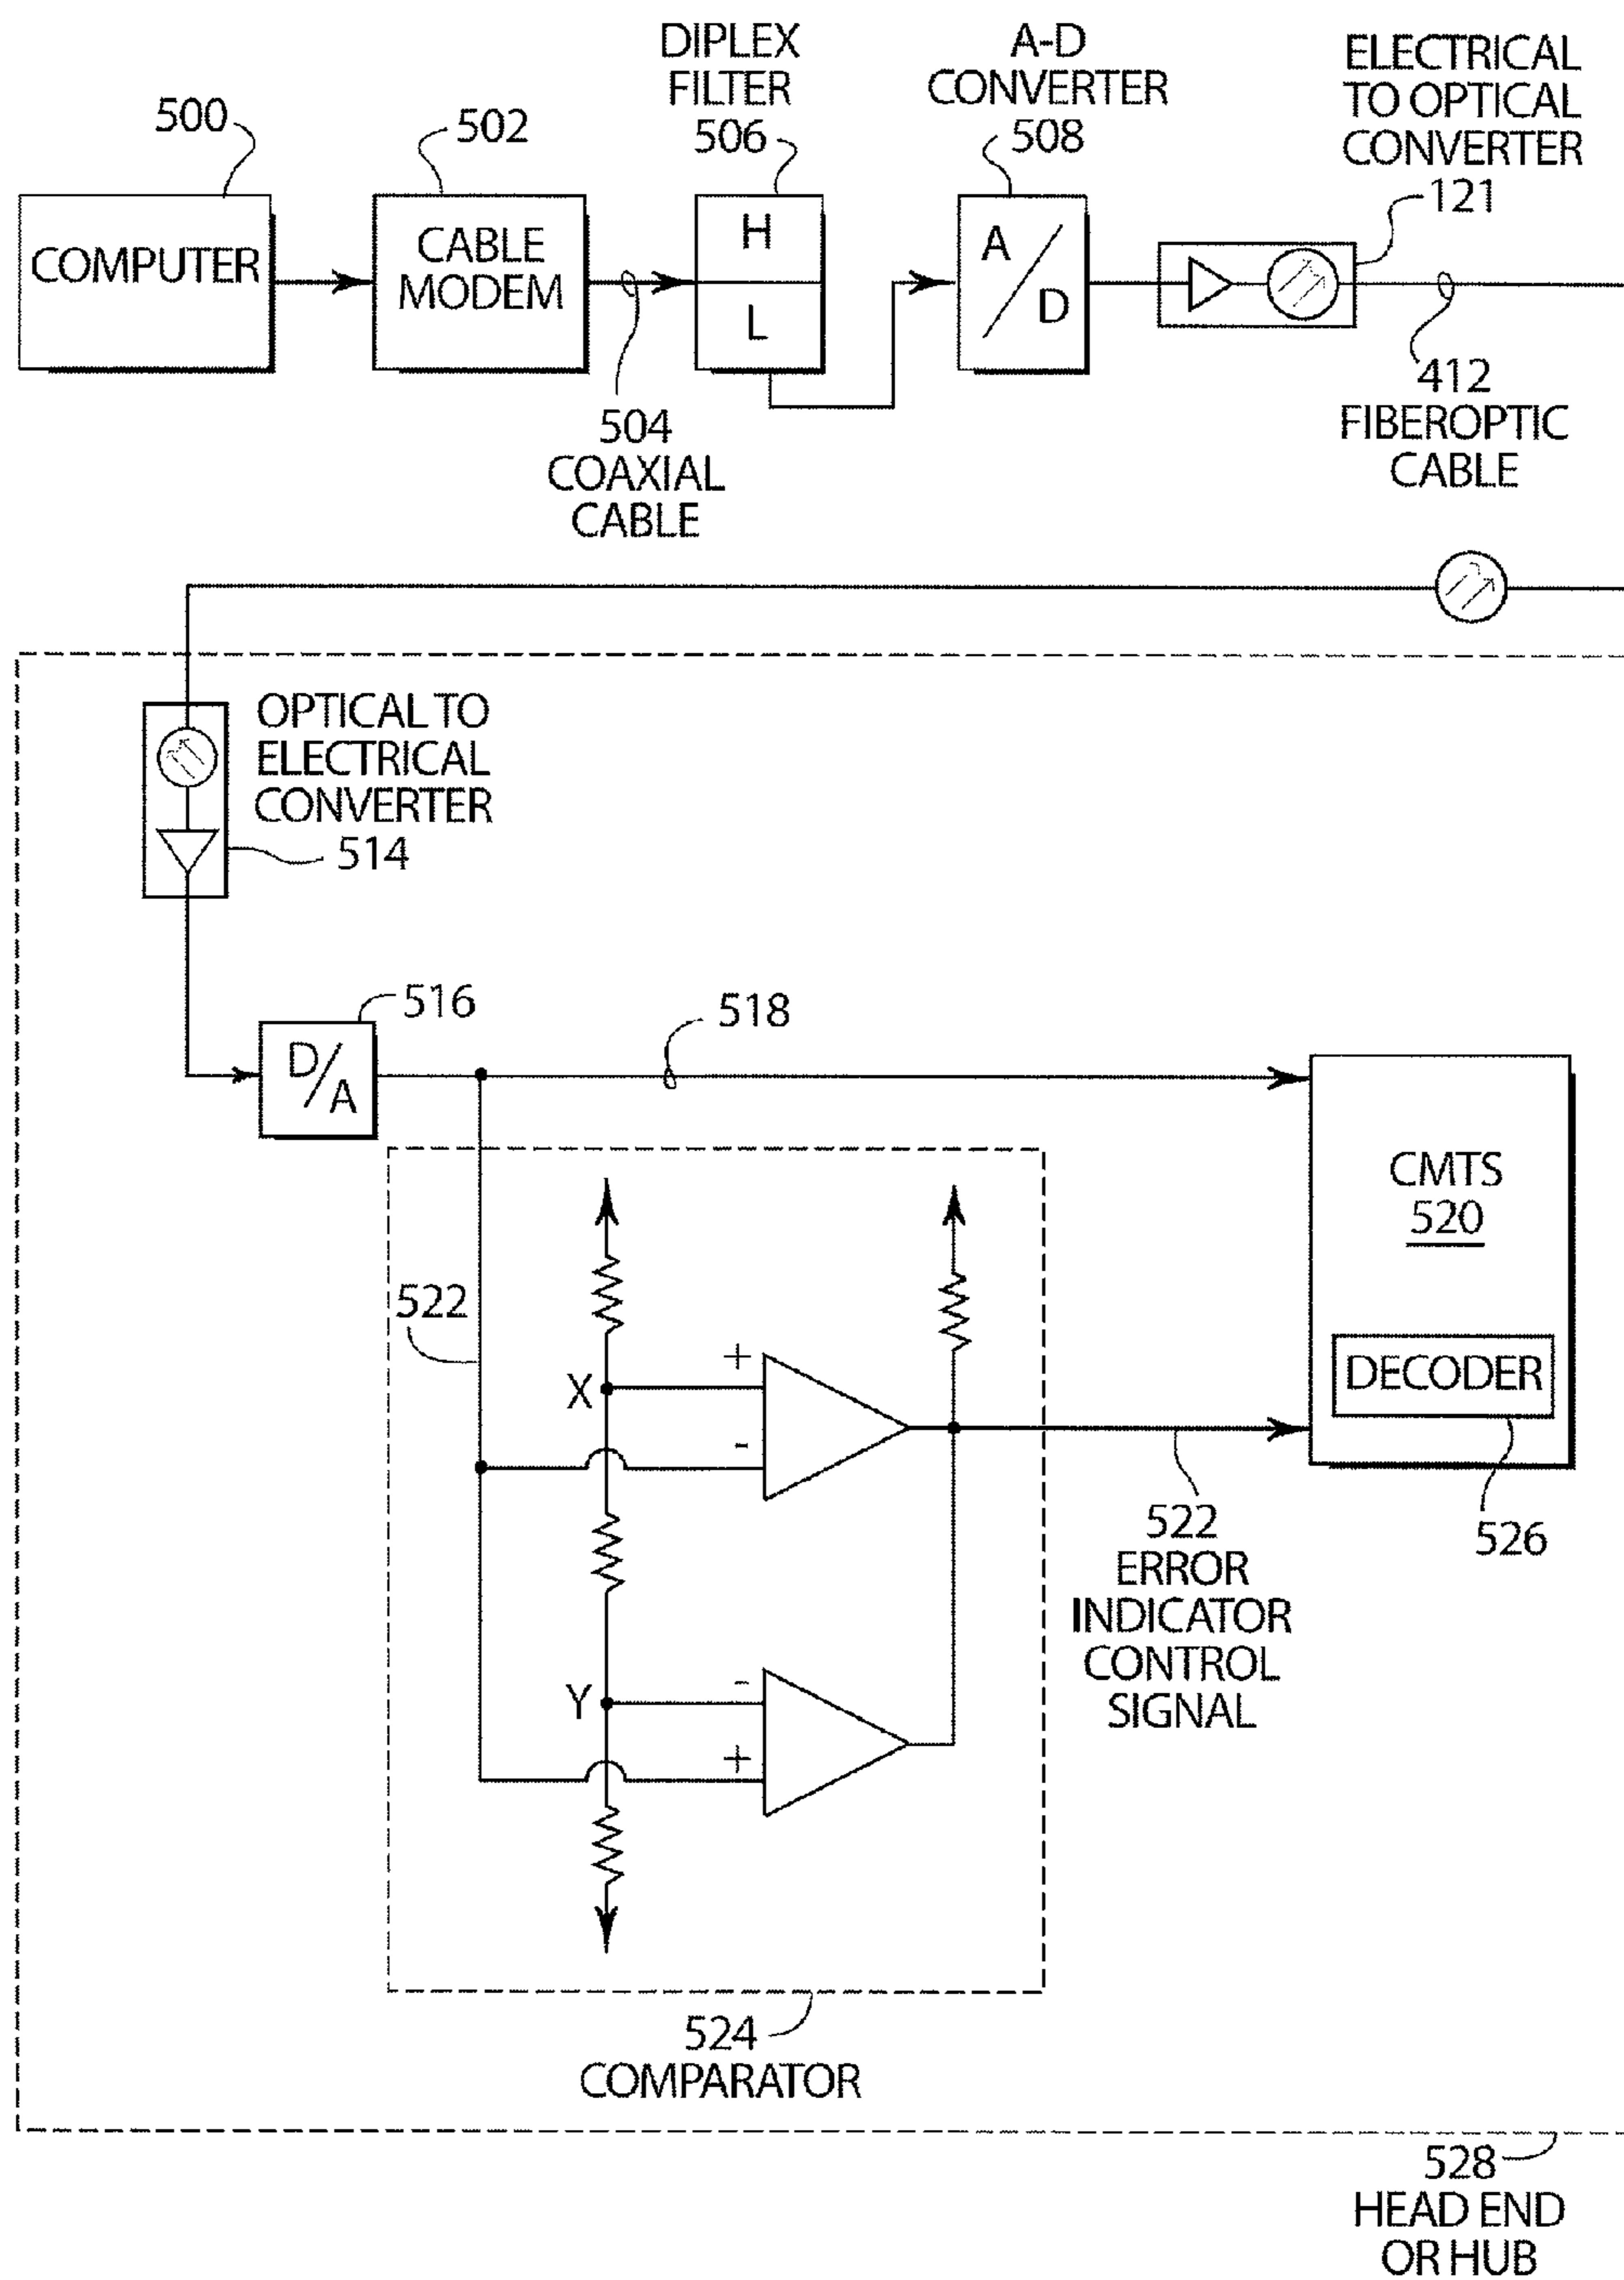 DIPLEX
FILTER
506
A-D
CONVERTER
508
ELECTRICAL
TO OPTICAL
CONVERTER
121
500
502
COMPUTER
CABLE
MODEM
H
L
A/D
504
COAXIAL
CABLE
412
FIBEROPTIC
CABLE
OPTICAL TO
ELECTRICAL
CONVERTER
514
516
D/A
518
CMTS
520
DECODER
526
522
X
+
-
Y
-
+
522
ERROR
INDICATOR
CONTROL
SIGNAL
524
COMPARATOR
528
HEAD END
OR HUB